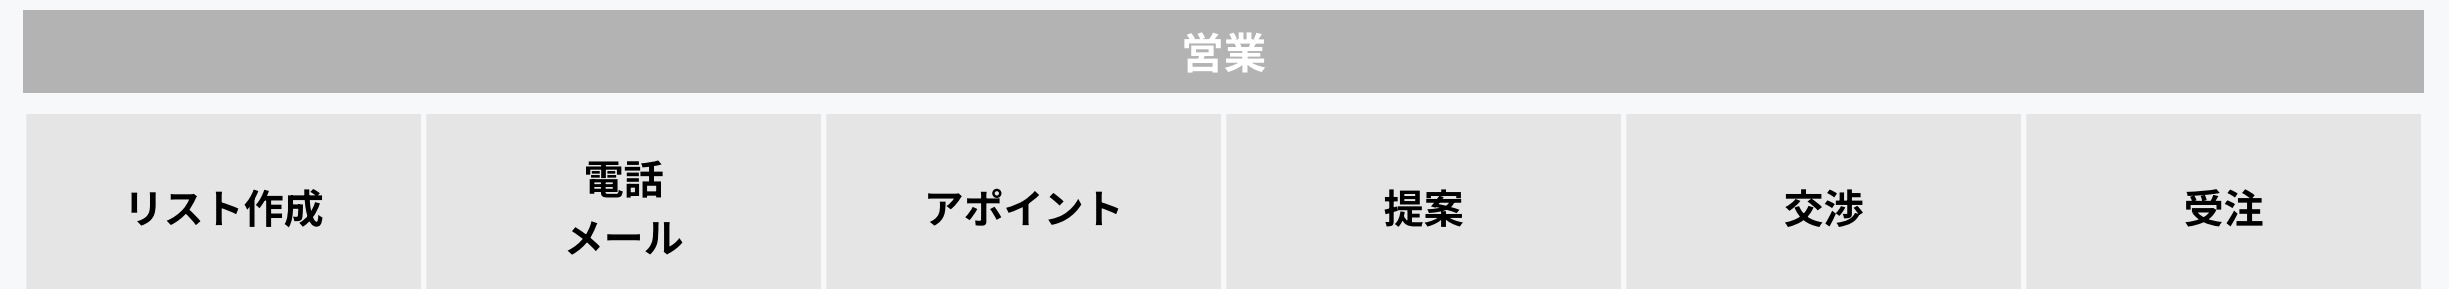 営業
リスト作成
電話
メール
アポイント
提案
交渉
受注